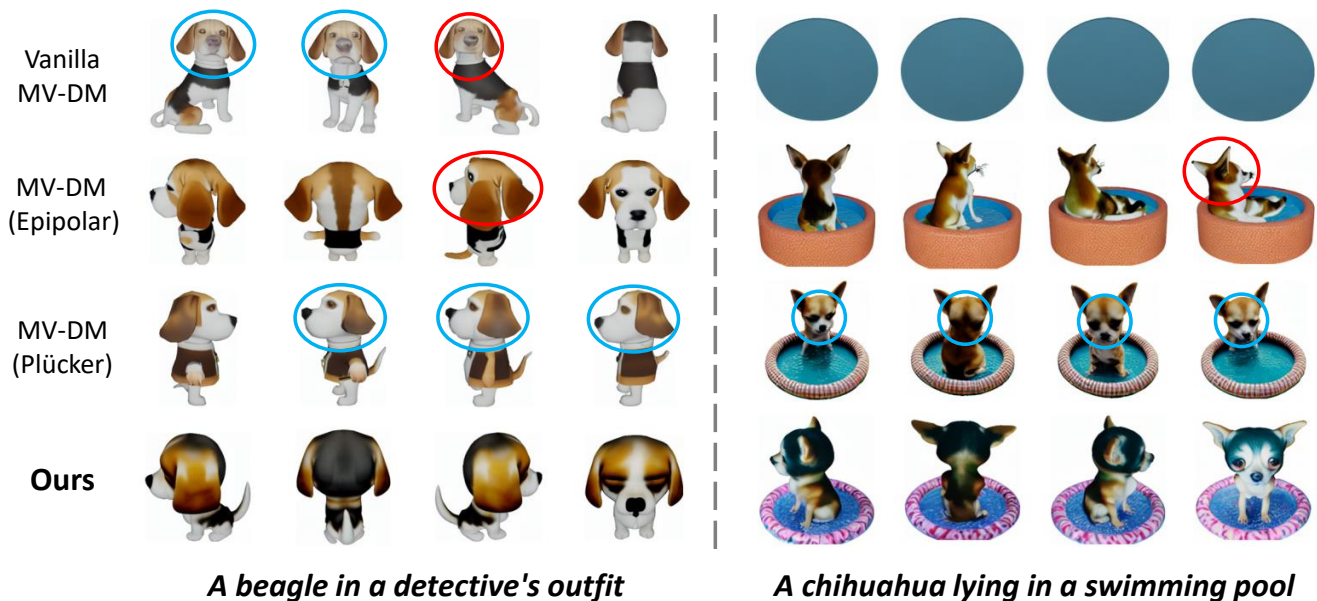 Vanilla
MV-DM
MV-DM
(Epipolar)
MV-DM
(Plücker)
Ours
A beagle in a detective's outfit
A chihuahua lying in a swimming pool